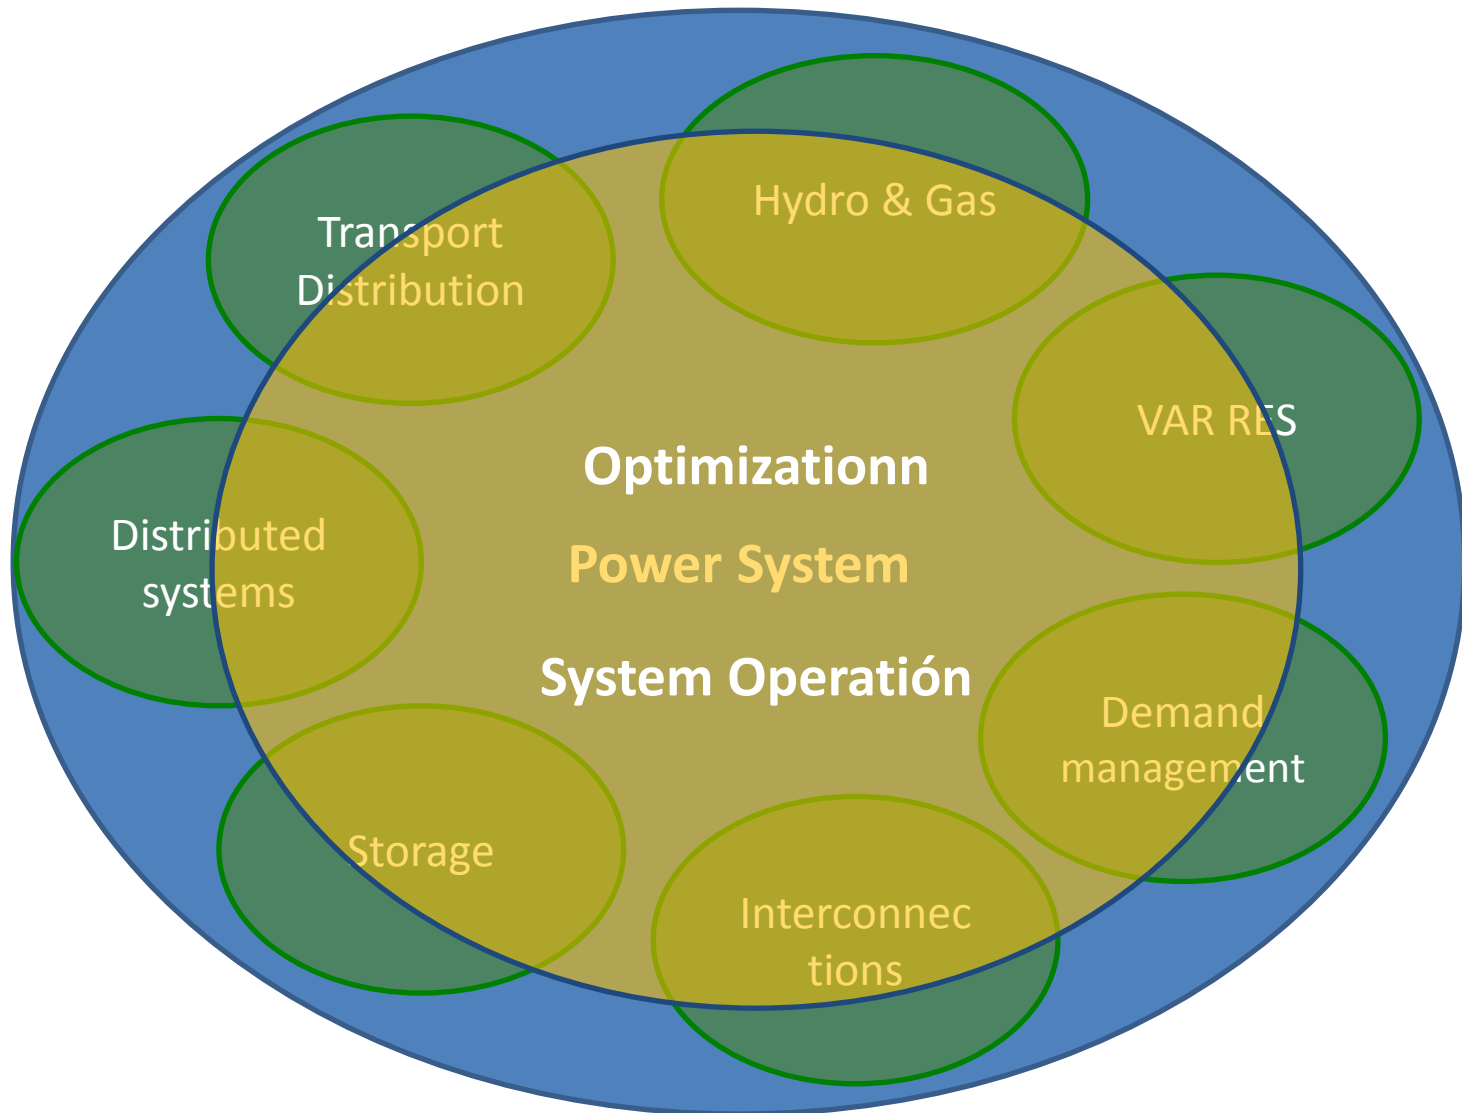 Hydro & Gas
Transport
Distribution
VAR RES
Optimizationn
Distributed
systems
Power System
System Operatión
Demand
management
Storage
Interconnec
tions